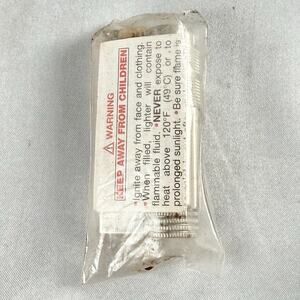 ⚠ WARNING
KEEP AWAY FROM CHILDREN
•Ignite away from face and clothing.
•When filled, lighter will contain
flammable fluid. •NEVER expose to
heat above 120°F (49°C) or to
prolonged sunlight. •Be sure flame is